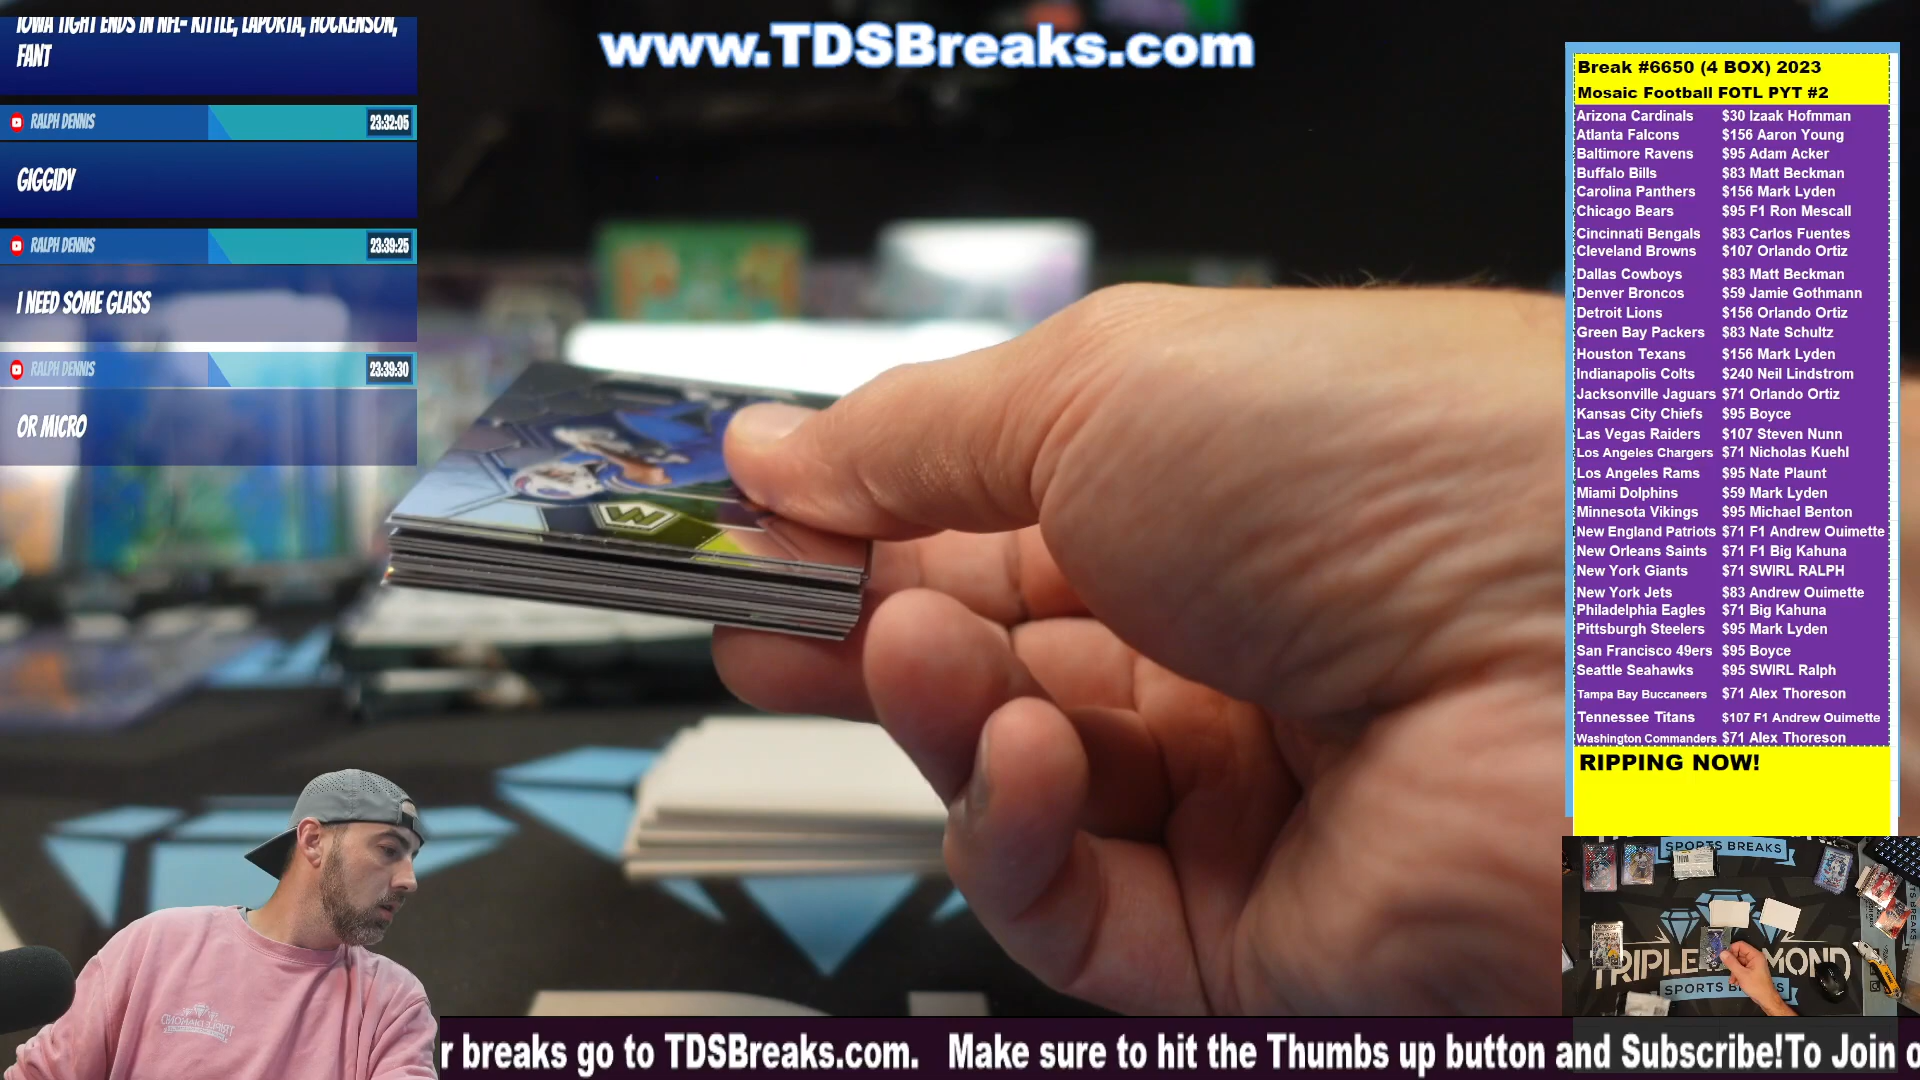 IOWA TIGHT ENDS IN NFL- KITTLE, LAPORTA, HOCKENSON,
FANT
RALPH DENNIS 23:32:05
GIGGIDY
RALPH DENNIS 23:39:25
I NEED SOME GLASS
RALPH DENNIS 23:39:30
OR MICRO
www.TDSBreaks.com
Break #6650 (4 BOX) 2023
Mosaic Football FOTL PYT #2
Arizona Cardinals $30 Izaak Hofmman
Atlanta Falcons $156 Aaron Young
Baltimore Ravens $95 Adam Acker
Buffalo Bills $83 Matt Beckman
Carolina Panthers $156 Mark Lyden
Chicago Bears $95 F1 Ron Mescall
Cincinnati Bengals $83 Carlos Fuentes
Cleveland Browns $107 Orlando Ortiz
Dallas Cowboys $83 Matt Beckman
Denver Broncos $59 Jamie Gothmann
Detroit Lions $156 Orlando Ortiz
Green Bay Packers $83 Nate Schultz
Houston Texans $156 Mark Lyden
Indianapolis Colts $240 Neil Lindstrom
Jacksonville Jaguars $71 Orlando Ortiz
Kansas City Chiefs $95 Boyce
Las Vegas Raiders $107 Steven Nunn
Los Angeles Chargers $71 Nicholas Kuehl
Los Angeles Rams $95 Nate Plaunt
Miami Dolphins $59 Mark Lyden
Minnesota Vikings $95 Michael Benton
New England Patriots $71 F1 Andrew Ouimette
New Orleans Saints $71 F1 Big Kahuna
New York Giants $71 SWIRL RALPH
New York Jets $83 Andrew Ouimette
Philadelphia Eagles $71 Big Kahuna
Pittsburgh Steelers $95 Mark Lyden
San Francisco 49ers $95 Boyce
Seattle Seahawks $95 SWIRL Ralph
Tampa Bay Buccaneers $71 Alex Thoreson
Tennessee Titans $107 F1 Andrew Ouimette
Washington Commanders $71 Alex Thoreson
RIPPING NOW!
SPORTS BREAKS
TRIPLE MOND
SPORTS BREAKS
TRIPLE DIAMOND
r breaks go to TDSBreaks.com. Make sure to hit the Thumbs up button and Subscribe!To Join o